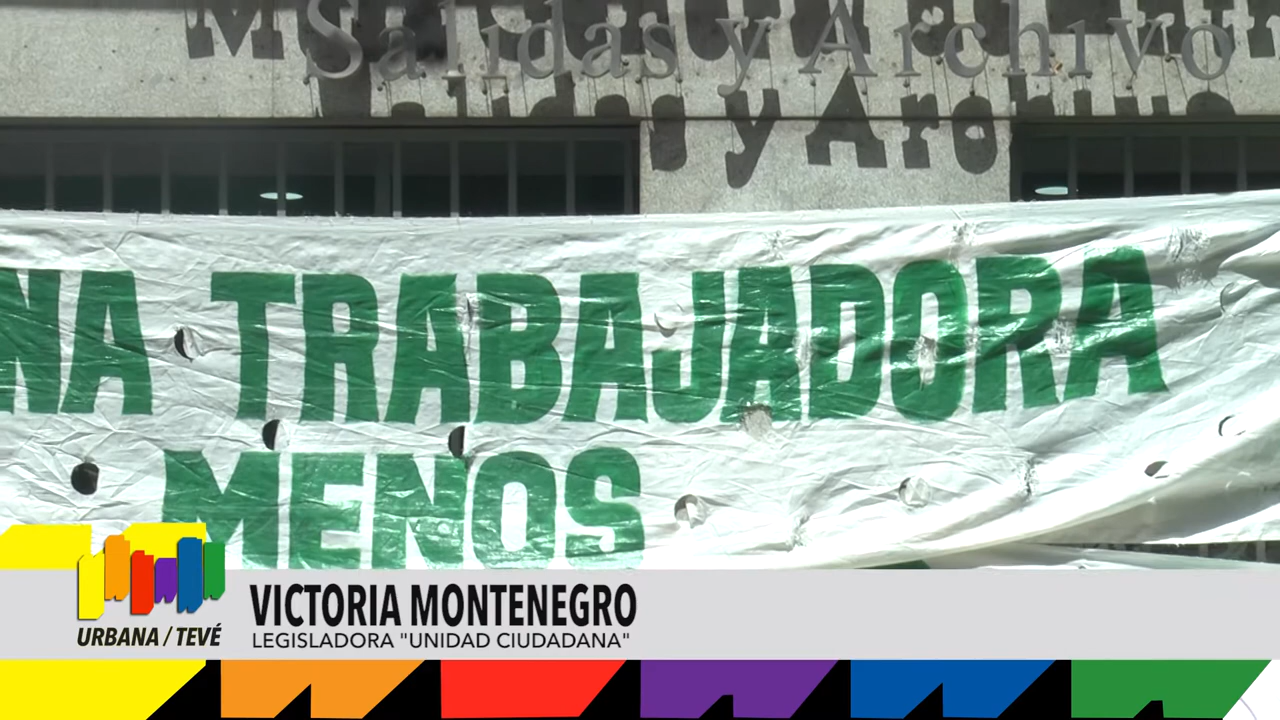 Salidas y Archivo
NA TRABAJADORA
MENOS
URBANA / TEVÉ
VICTORIA MONTENEGRO
LEGISLADORA "UNIDAD CIUDADANA"